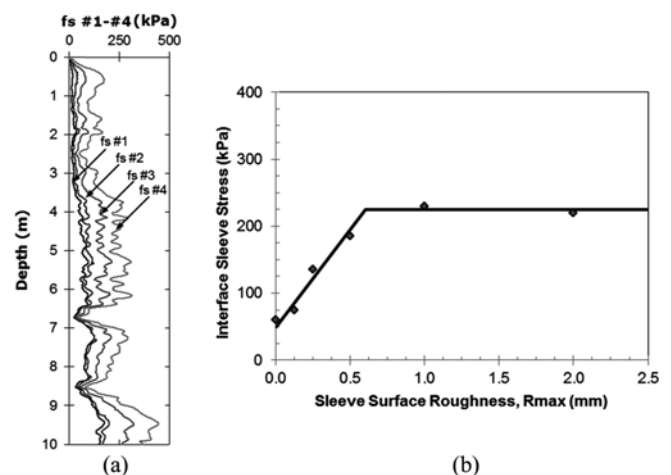 fs #1-#4 (kPa)
0 250 500
0
1
2
3
4
5
6
7
8
9
10
Depth (m)
fs #1
fs #2
fs #3
fs #4
(a)
400
300
200
100
0
Interface Sleeve Stress (kPa)
0.0 0.5 1.0 1.5 2.0 2.5
Sleeve Surface Roughness, Rmax (mm)
(b)